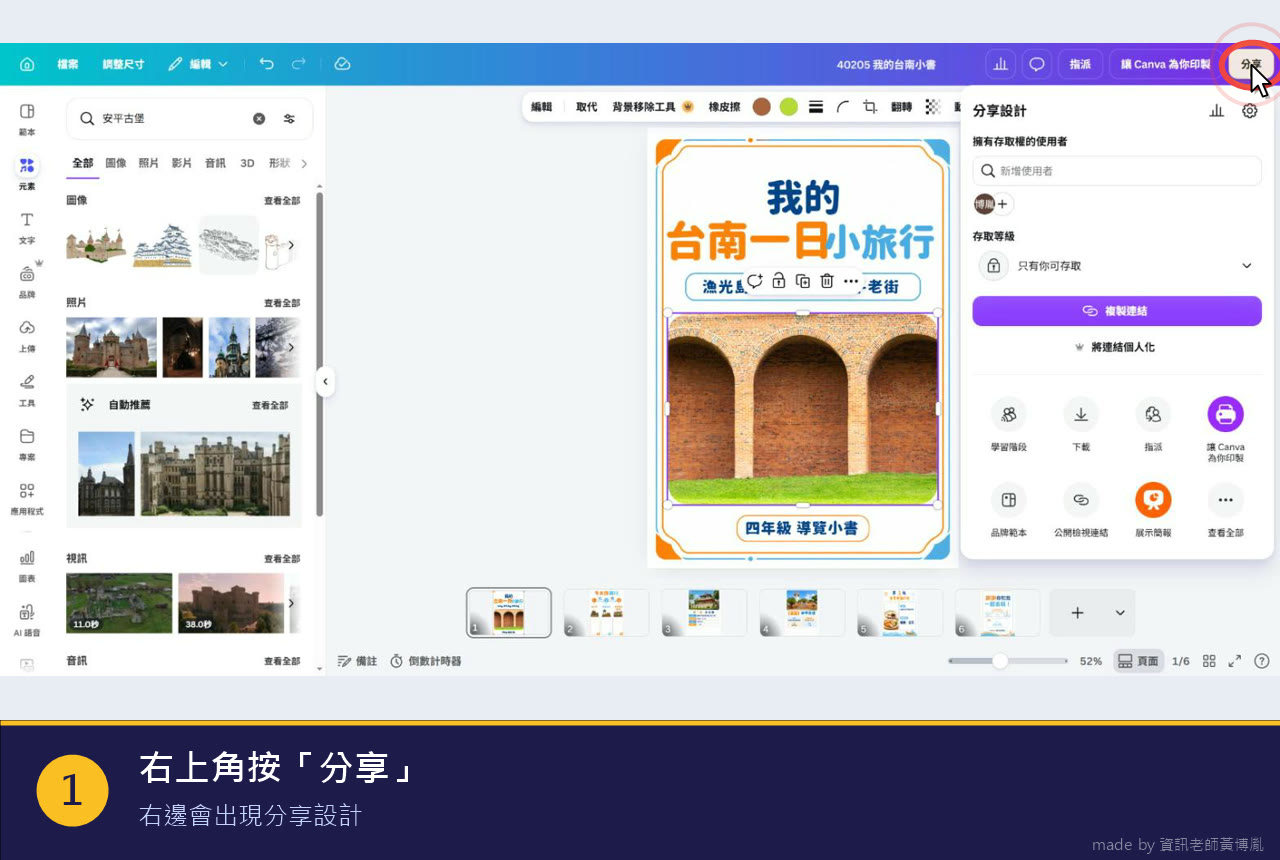 檔案 調整尺寸 編輯 40205 我的台南小書 指派 讓 Canva 為你印製 分享
範本
元素
文字
品牌
上傳
工具
專案
應用程式
圖表
AI 語音
安平古堡
全部 圖像 照片 影片 音訊 3D 形狀
圖像 查看全部
照片 查看全部
自動推薦 查看全部
視訊 查看全部
11.0秒 38.0秒
音訊 查看全部
編輯 取代 背景移除工具 橡皮擦 翻轉
我的
台南一日小旅行
漁光島 老街
四年級 導覽小書
分享設計
擁有存取權的使用者
新增使用者
博胤
存取等級
只有你可存取
複製連結
將連結個人化
學習階段 下載 指派 讓 Canva
為你印製
品牌範本 公開檢視連結 展示簡報 查看全部
1 2 3 4 5 6
備註 倒數計時器 52% 頁面 1/6
1
右上角按「分享」
右邊會出現分享設計
made by 資訊老師黃博胤